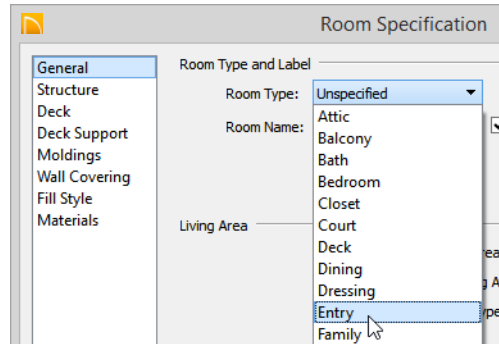 Room Specification
General
Structure
Deck
Deck Support
Moldings
Wall Covering
Fill Style
Materials
Room Type and Label
Room Type: Unspecified
Room Name:
Attic
Balcony
Bath
Bedroom
Closet
Court
Deck
Dining
Dressing
Entry
Family
Living Area